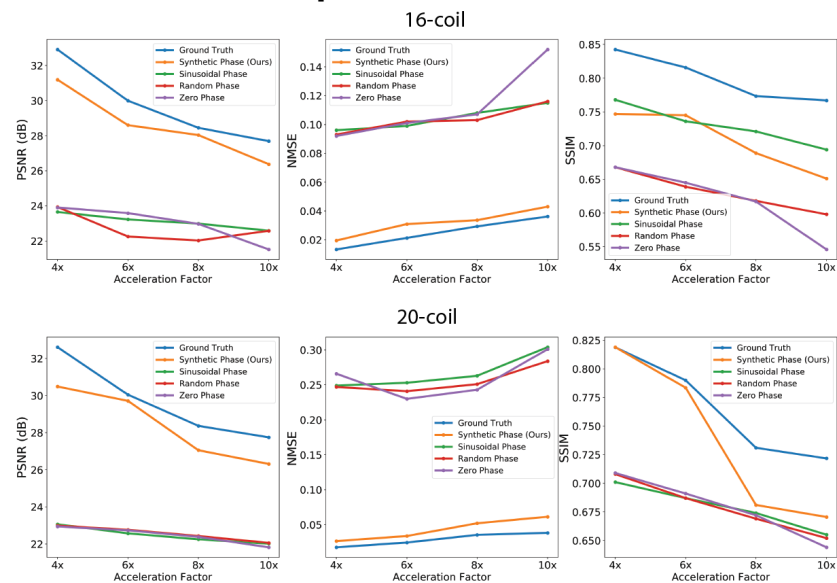 16-coil
PSNR (dB)
32
30
28
26
24
22
4x 6x 8x 10x
Acceleration Factor
Ground Truth
Synthetic Phase (Ours)
Sinusoidal Phase
Random Phase
Zero Phase
NMSE
0.14
0.12
0.10
0.08
0.06
0.04
0.02
4x 6x 8x 10x
Acceleration Factor
Ground Truth
Synthetic Phase (Ours)
Sinusoidal Phase
Random Phase
Zero Phase
SSIM
0.85
0.80
0.75
0.70
0.65
0.60
0.55
4x 6x 8x 10x
Acceleration Factor
Ground Truth
Synthetic Phase (Ours)
Sinusoidal Phase
Random Phase
Zero Phase
20-coil
PSNR (dB)
32
30
28
26
24
22
4x 6x 8x 10x
Acceleration Factor
Ground Truth
Synthetic Phase (Ours)
Sinusoidal Phase
Random Phase
Zero Phase
NMSE
0.30
0.25
0.20
0.15
0.10
0.05
4x 6x 8x 10x
Acceleration Factor
Ground Truth
Synthetic Phase (Ours)
Sinusoidal Phase
Random Phase
Zero Phase
SSIM
0.825
0.800
0.775
0.750
0.725
0.700
0.675
0.650
4x 6x 8x 10x
Acceleration Factor
Ground Truth
Synthetic Phase (Ours)
Sinusoidal Phase
Random Phase
Zero Phase